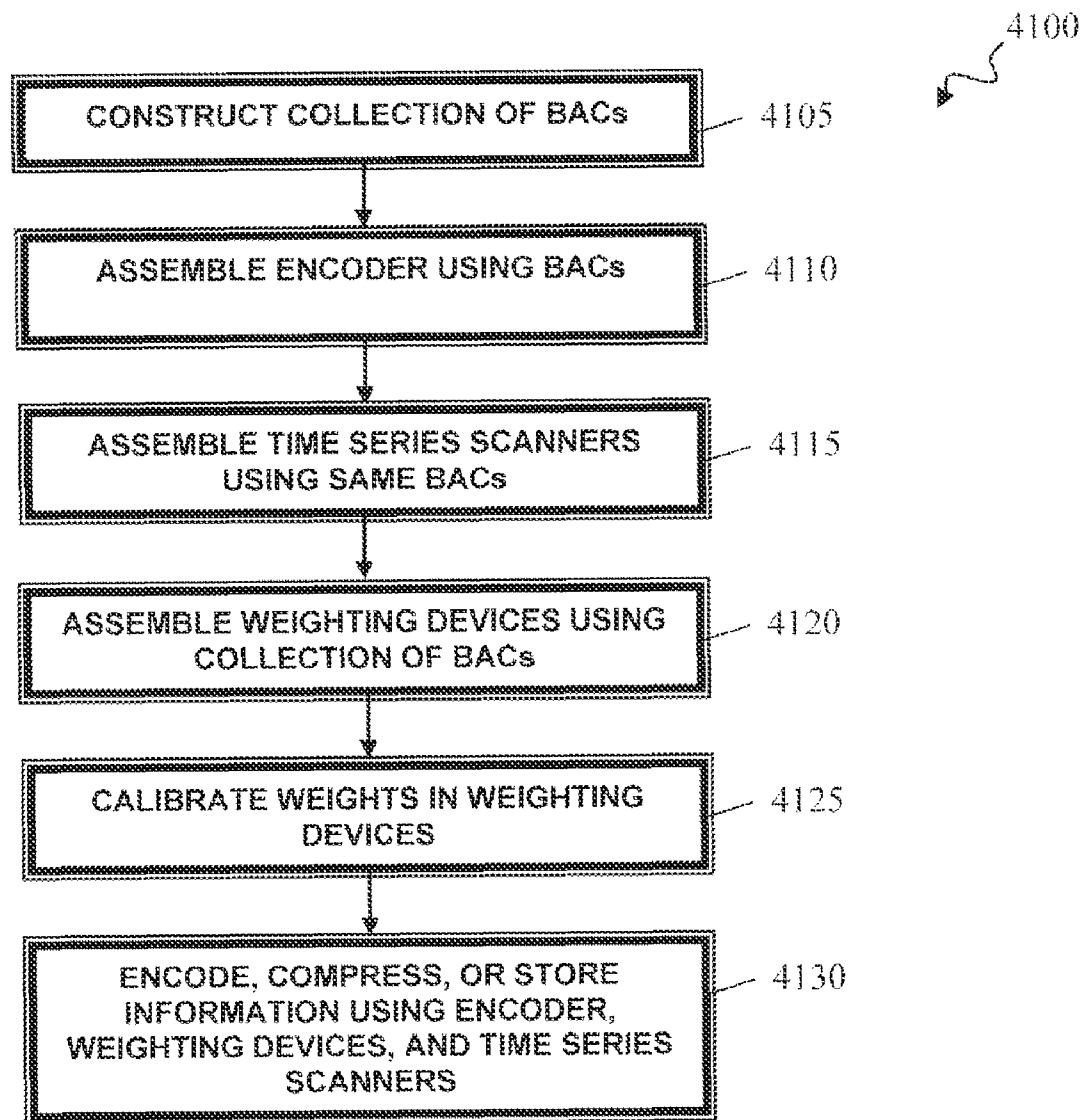 4100
CONSTRUCT COLLECTION OF BACs
4105
ASSEMBLE ENCODER USING BACs
4110
ASSEMBLE TIME SERIES SCANNERS
USING SAME BACs
4115
ASSEMBLE WEIGHTING DEVICES USING
COLLECTION OF BACs
4120
CALIBRATE WEIGHTS IN WEIGHTING
DEVICES
4125
ENCODE, COMPRESS, OR STORE
INFORMATION USING ENCODER,
WEIGHTING DEVICES, AND TIME SERIES
SCANNERS
4130